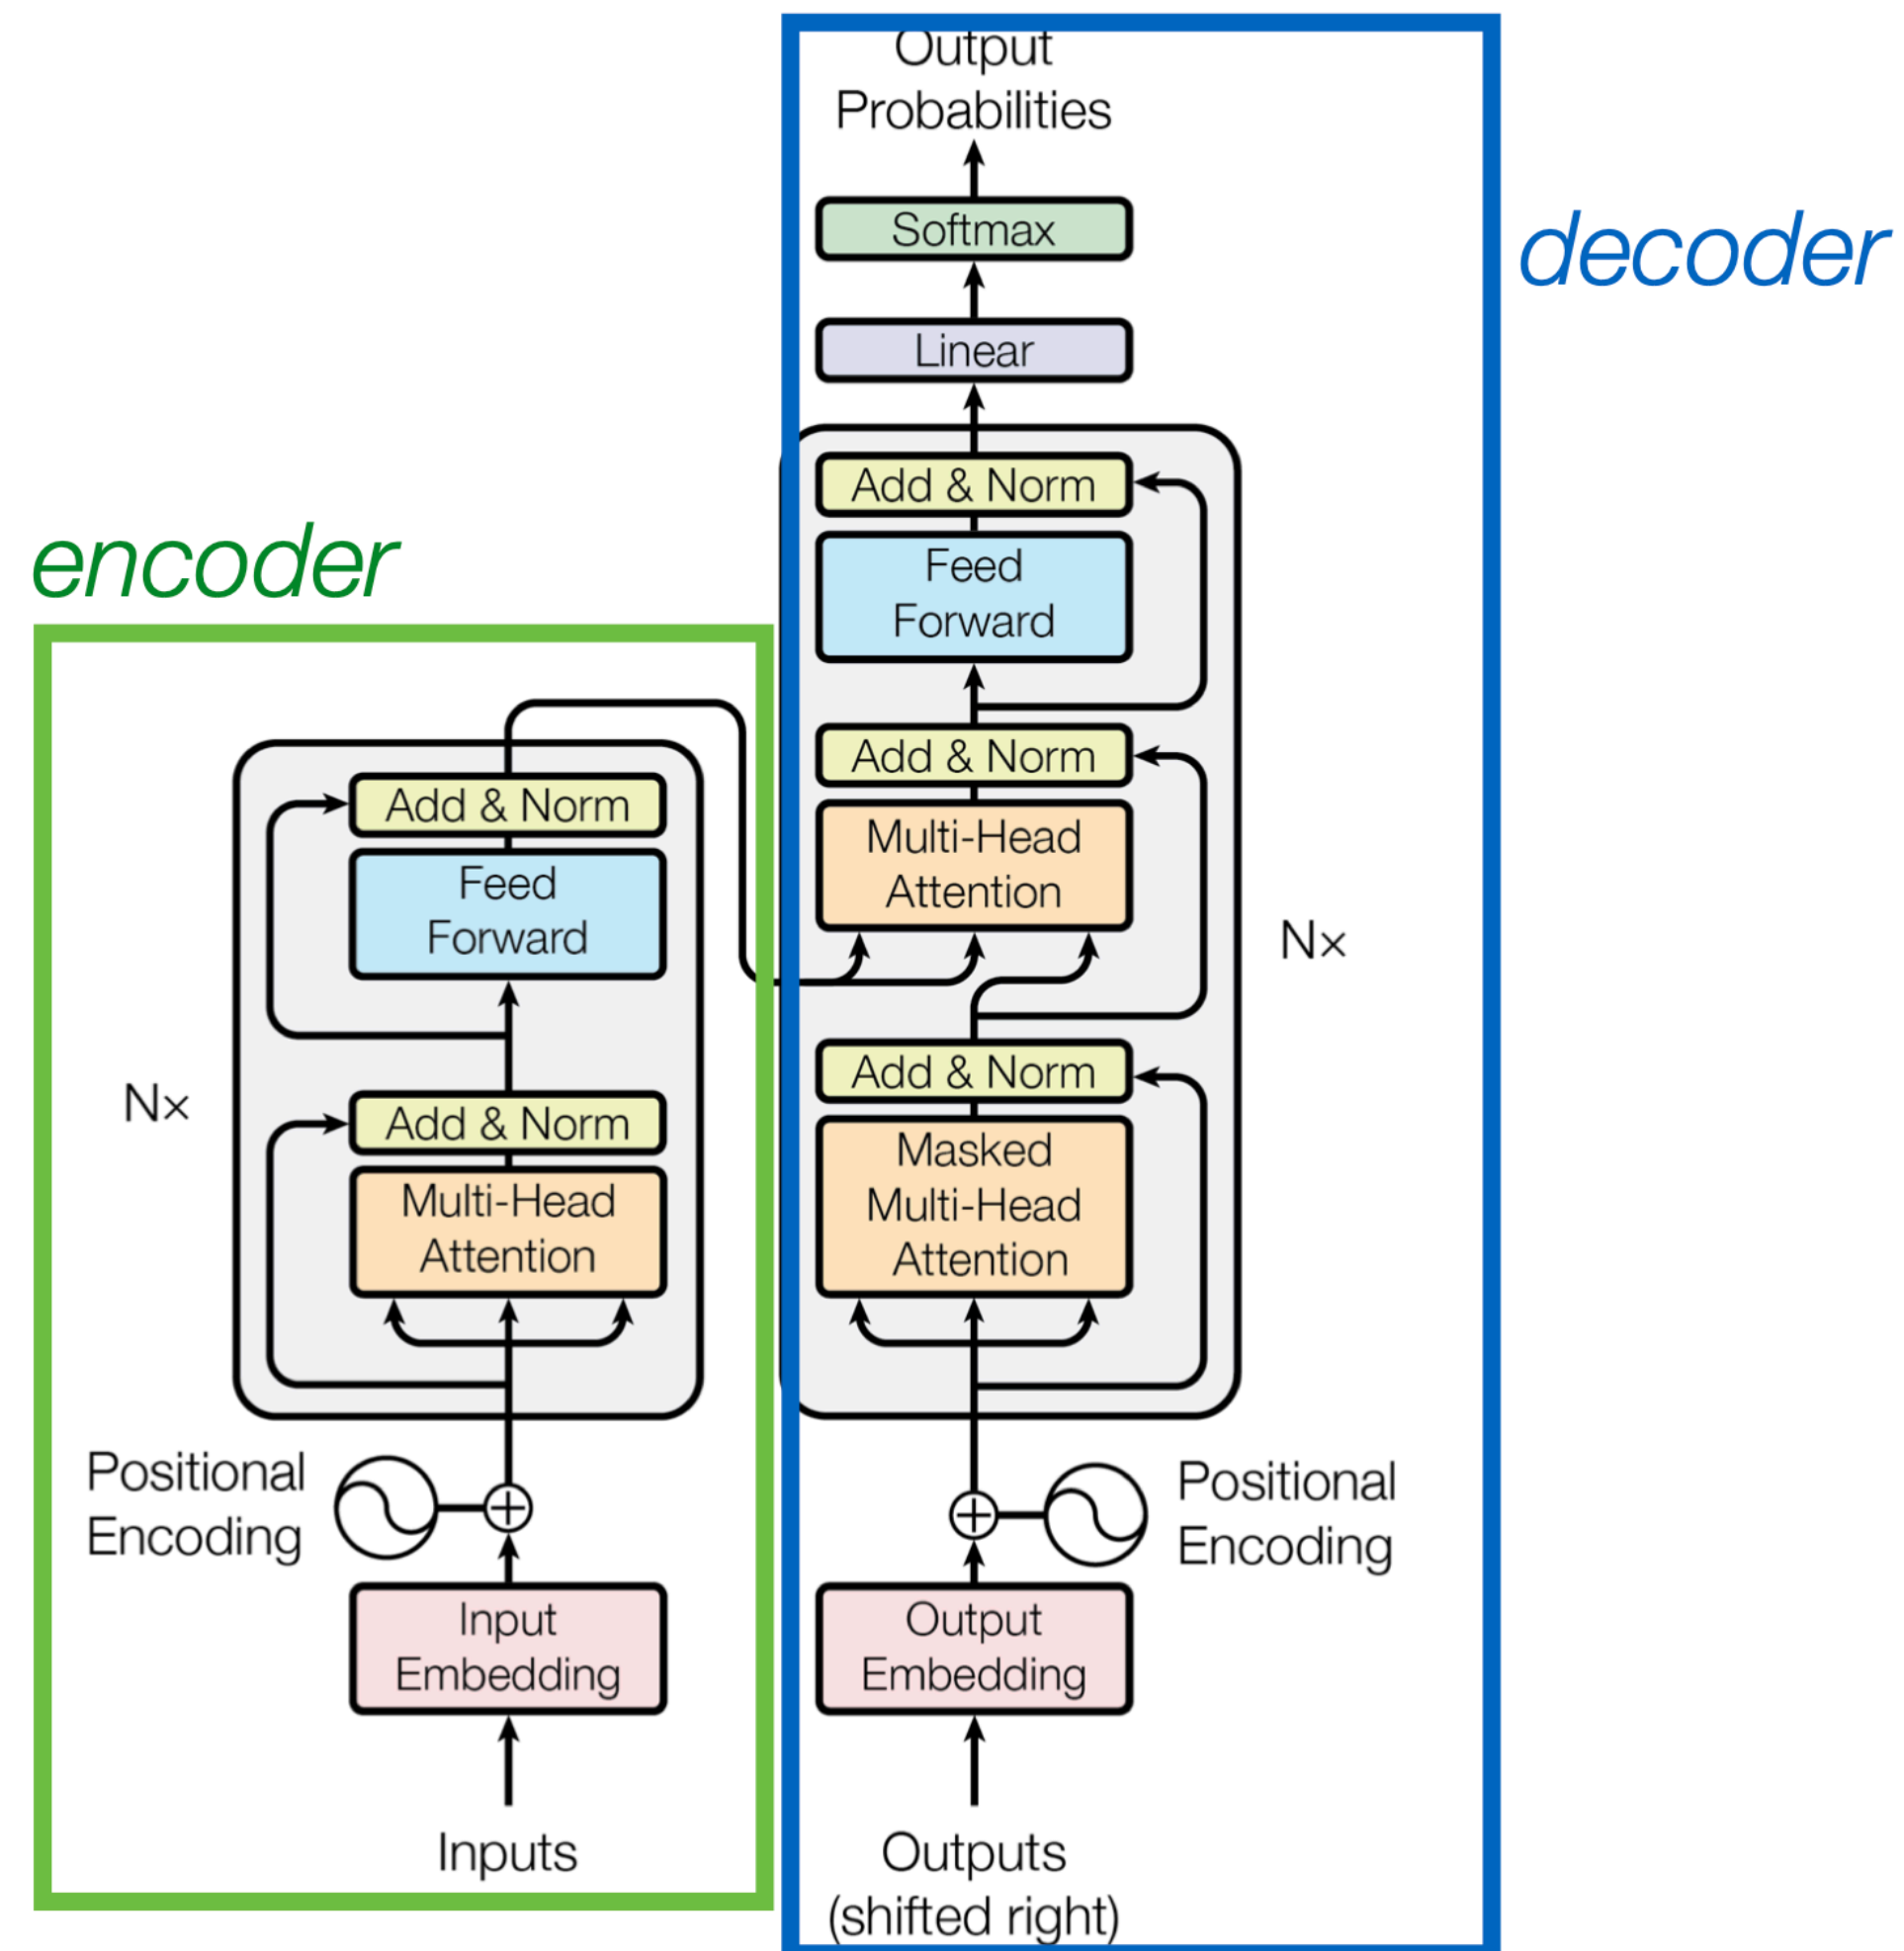 encoder
Add & Norm
Feed
Forward
Nx
Add & Norm
Multi-Head
Attention
Positional
Encoding
Input
Embedding
Inputs
decoder
Output
Probabilities
Softmax
Linear
Add & Norm
Feed
Forward
Add & Norm
Multi-Head
Attention
Nx
Add & Norm
Masked
Multi-Head
Attention
Positional
Encoding
Output
Embedding
Outputs
(shifted right)